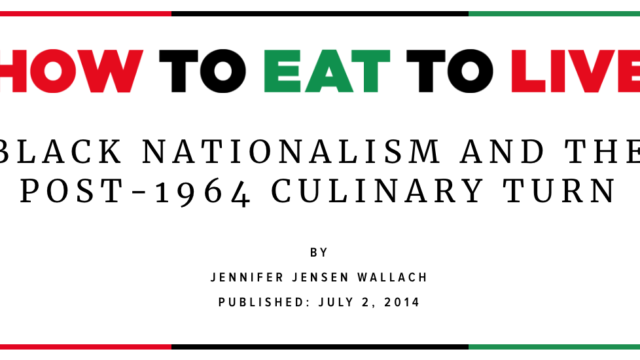 HOW TO EAT TO LIVE
BLACK NATIONALISM AND THE
POST-1964 CULINARY TURN
BY
JENNIFER JENSEN WALLACH
PUBLISHED: JULY 2, 2014